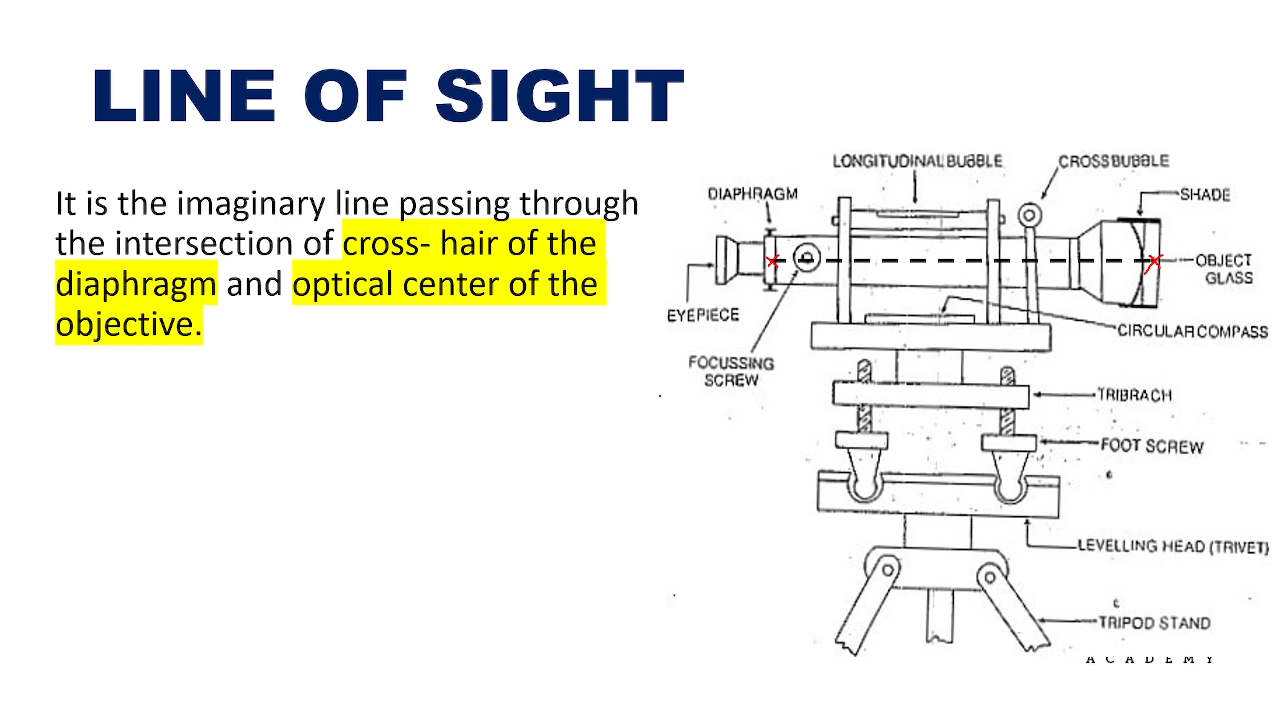 LINE OF SIGHT
It is the imaginary line passing through
the intersection of cross- hair of the
diaphragm and optical center of the
objective.
LONGITUDINAL BUBBLE
CROSS BUBBLE
DIAPHRAGM
SHADE
OBJECT
GLASS
EYEPIECE
CIRCULAR COMPASS
FOCUSSING
SCREW
TRIBRACH
FOOT SCREW
LEVELLING HEAD (TRIVET)
TRIPOD STAND
ACADEMY